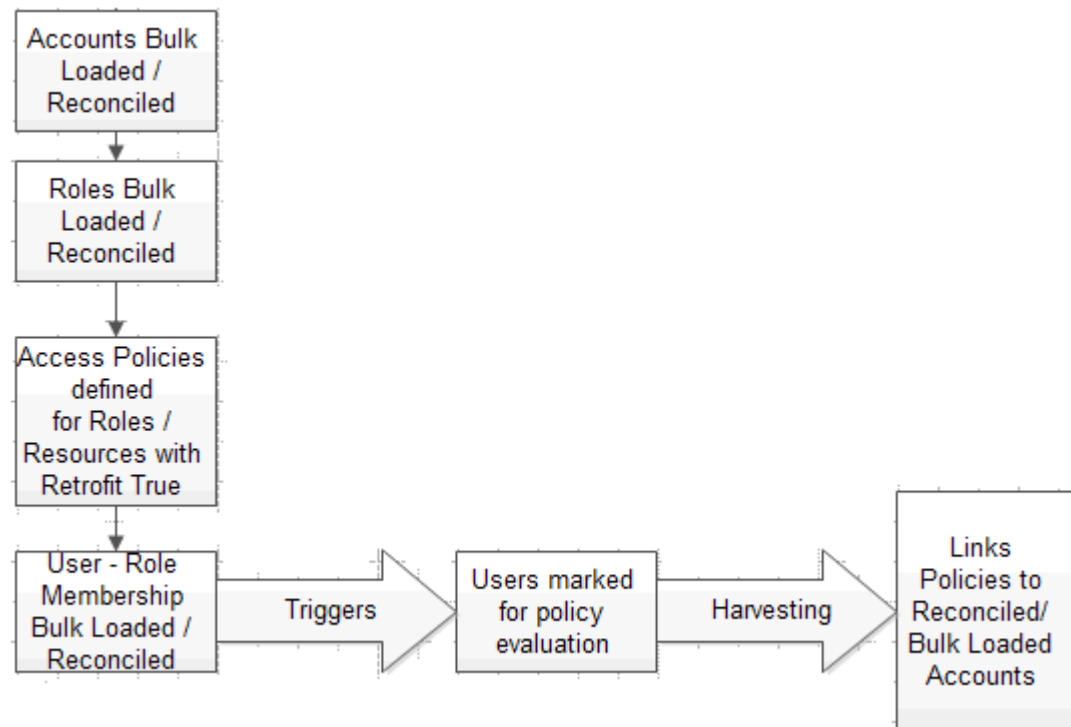 Accounts Bulk
Loaded /
Reconciled
Roles Bulk
Loaded /
Reconciled
Access Policies
defined
for Roles /
Resources with
Retrofit True
User - Role
Membership
Bulk Loaded /
Reconciled
Triggers
Users marked
for policy
evaluation
Harvesting
Links
Policies to
Reconciled/
Bulk Loaded
Accounts